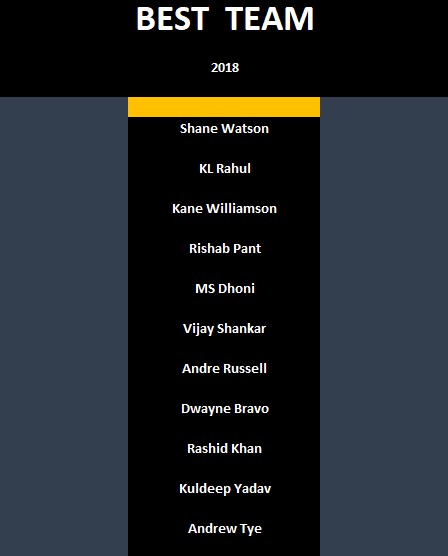 BEST TEAM
2018
Shane Watson
KL Rahul
Kane Williamson
Rishab Pant
MS Dhoni
Vijay Shankar
Andre Russell
Dwayne Bravo
Rashid Khan
Kuldeep Yadav
Andrew Tye